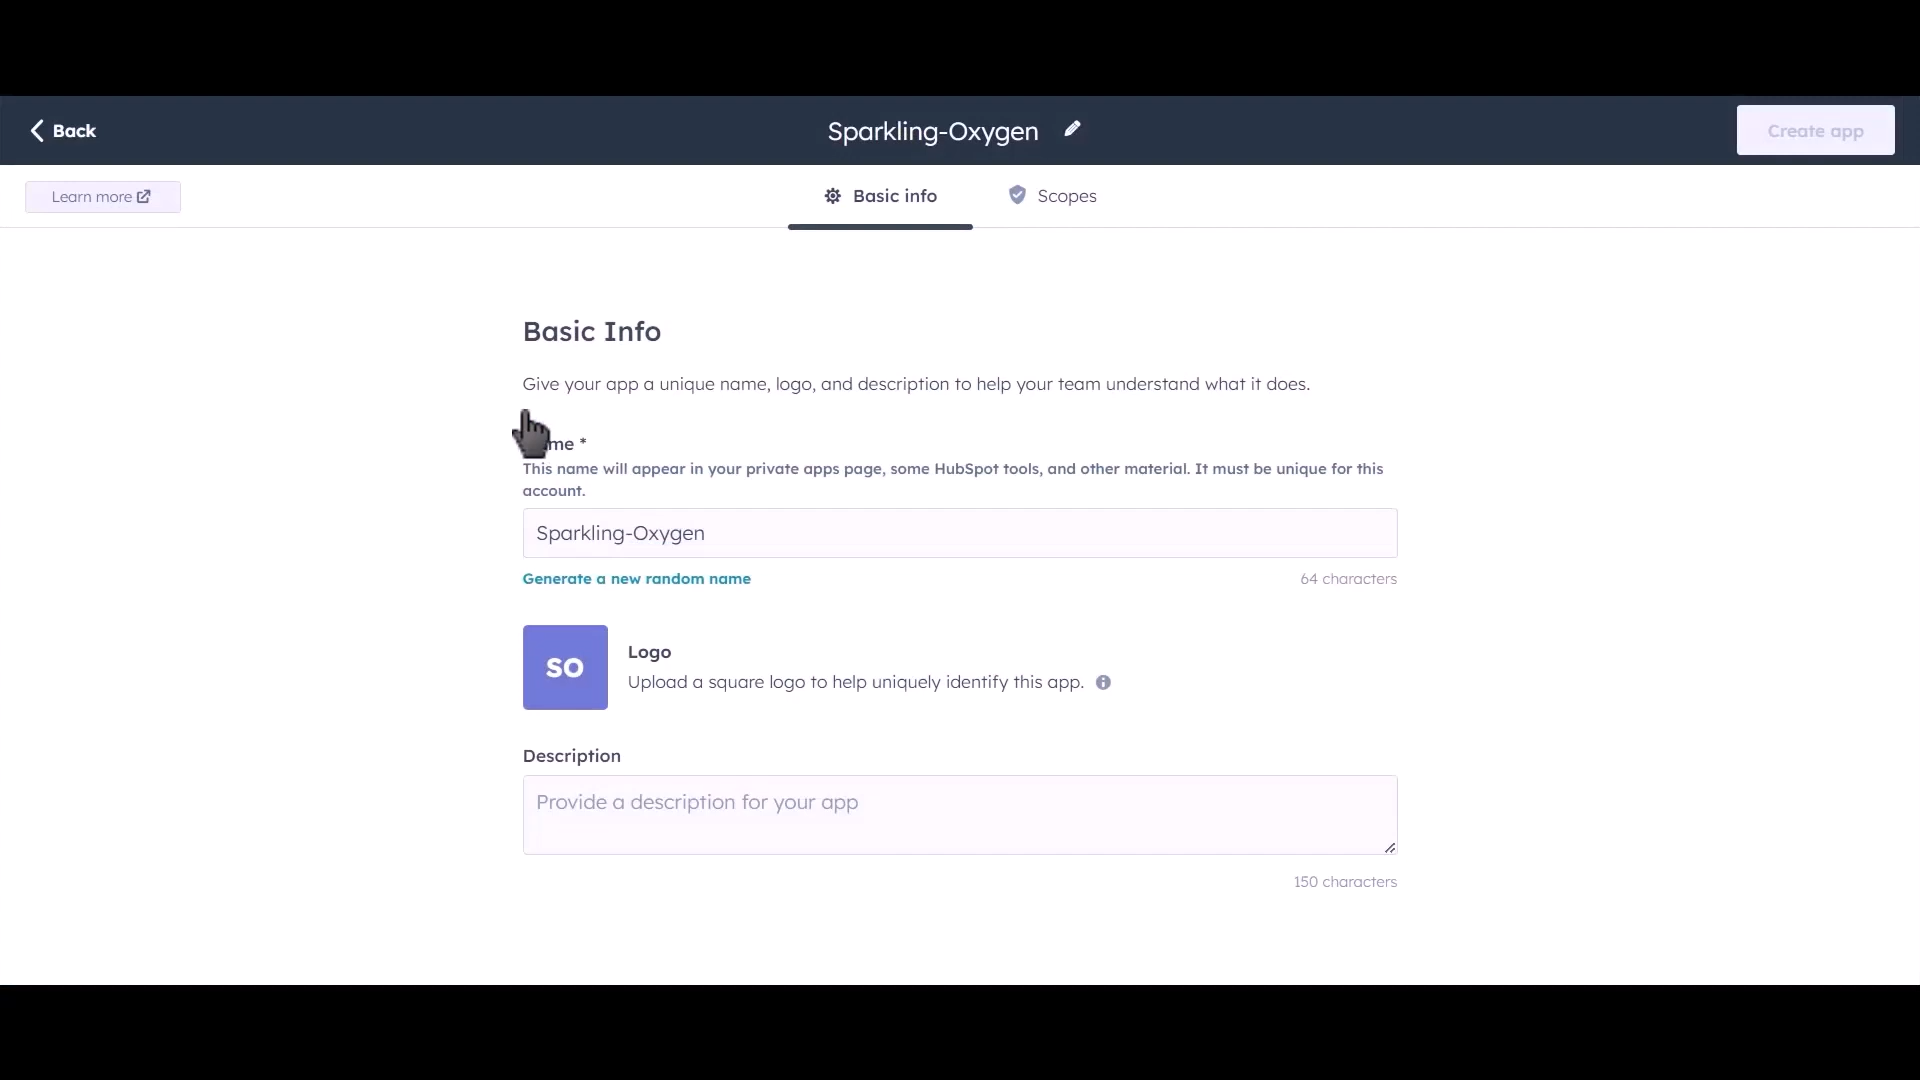 Back
Sparkling-Oxygen
Create app
Learn more
Basic info
Scopes
Basic Info
Give your app a unique name, logo, and description to help your team understand what it does.
me *
This name will appear in your private apps page, some HubSpot tools, and other material. It must be unique for this
account.
Sparkling-Oxygen
Generate a new random name
64 characters
SO
Logo
Upload a square logo to help uniquely identify this app.
Description
Provide a description for your app
150 characters